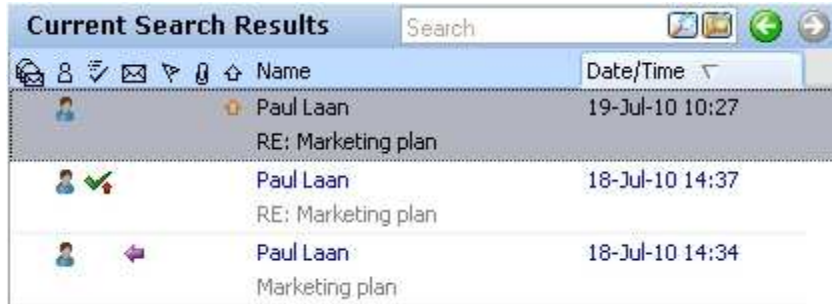 Current Search Results Search
Name Date/Time
Paul Laan 19-Jul-10 10:27
RE: Marketing plan
Paul Laan 18-Jul-10 14:37
RE: Marketing plan
Paul Laan 18-Jul-10 14:34
Marketing plan